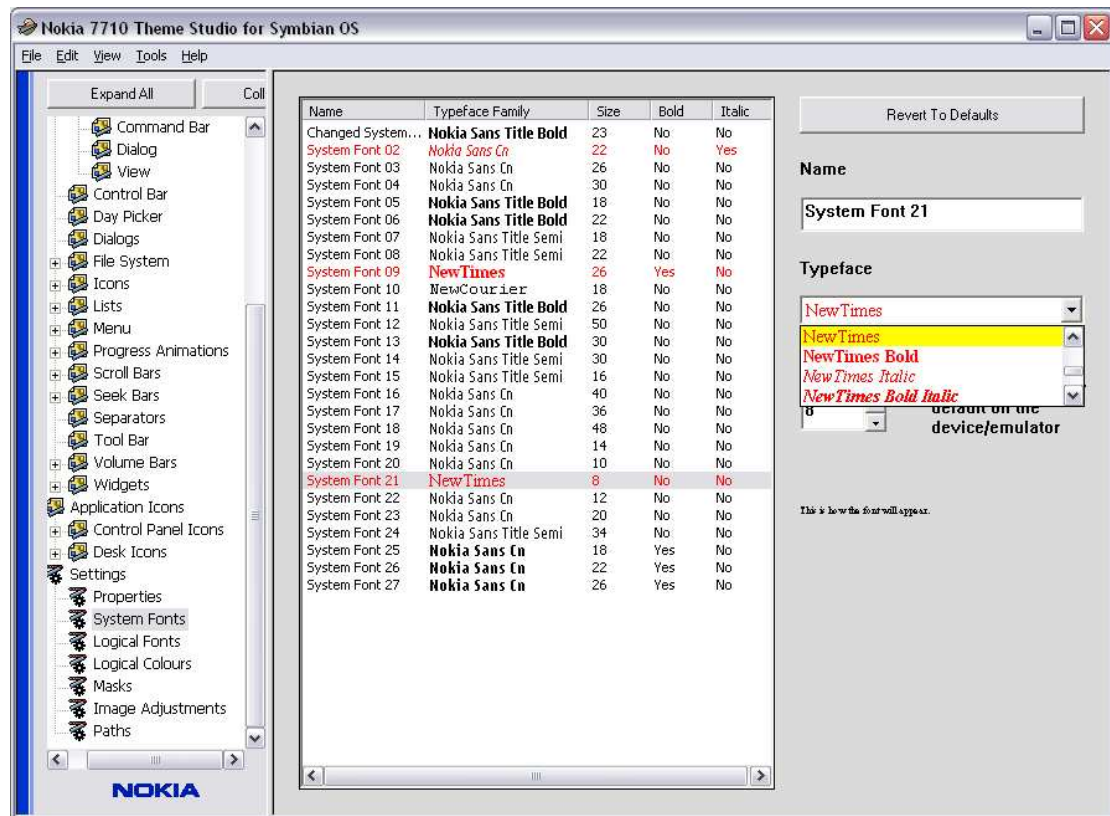 Nokia 7710 Theme Studio for Symbian OS
File Edit View Tools Help
Expand All Coll
Command Bar
Dialog
View
Control Bar
Day Picker
Dialogs
File System
Icons
Lists
Menu
Progress Animations
Scroll Bars
Seek Bars
Separators
Tool Bar
Volume Bars
Widgets
Application Icons
Control Panel Icons
Desk Icons
Settings
Properties
System Fonts
Logical Fonts
Logical Colours
Masks
Image Adjustments
Paths
NOKIA
Name Typeface Family Size Bold Italic
Changed System... Nokia Sans Title Bold 23 No No
System Font 02 Nokia Sans Cn 22 No Yes
System Font 03 Nokia Sans Cn 26 No No
System Font 04 Nokia Sans Cn 30 No No
System Font 05 Nokia Sans Title Bold 18 No No
System Font 06 Nokia Sans Title Bold 22 No No
System Font 07 Nokia Sans Title Semi 18 No No
System Font 08 Nokia Sans Title Semi 22 No No
System Font 09 NewTimes 26 Yes No
System Font 10 NewCourier 18 No No
System Font 11 Nokia Sans Title Bold 26 No No
System Font 12 Nokia Sans Title Semi 50 No No
System Font 13 Nokia Sans Title Bold 30 No No
System Font 14 Nokia Sans Title Semi 30 No No
System Font 15 Nokia Sans Title Semi 16 No No
System Font 16 Nokia Sans Cn 40 No No
System Font 17 Nokia Sans Cn 36 No No
System Font 18 Nokia Sans Cn 48 No No
System Font 19 Nokia Sans Cn 14 No No
System Font 20 Nokia Sans Cn 10 No No
System Font 21 NewTimes 8 No No
System Font 22 Nokia Sans Cn 12 No No
System Font 23 Nokia Sans Cn 20 No No
System Font 24 Nokia Sans Title Semi 34 No No
System Font 25 Nokia Sans Cn 18 Yes No
System Font 26 Nokia Sans Cn 22 Yes No
System Font 27 Nokia Sans Cn 26 Yes No
Revert To Defaults
Name
System Font 21
Typeface
NewTimes
NewTimes
NewTimes Bold
NewTimes Italic
NewTimes Bold Italic
8 default on the
device/emulator
This is how the font will appear.